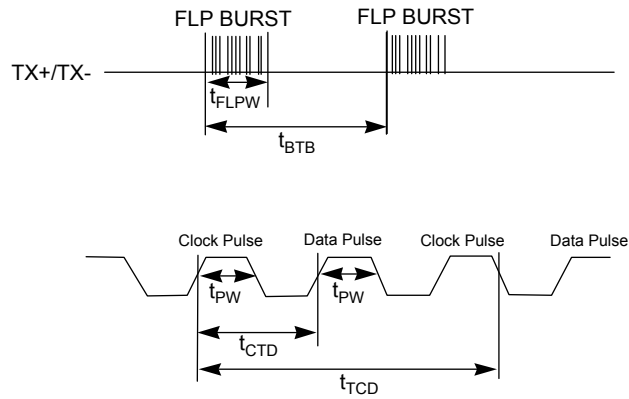 FLP BURST FLP BURST
TX+/TX-
tFLPW
tBTB
Clock Pulse Data Pulse Clock Pulse Data Pulse
tPW tPW
tCTD
tTCD